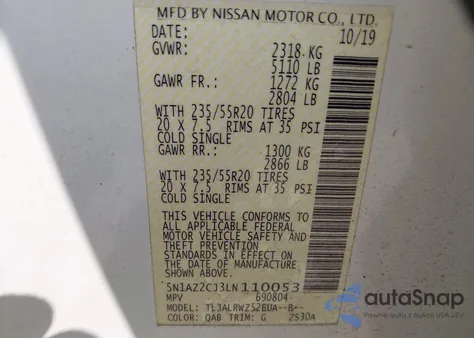 MFD BY NISSAN MOTOR CO., LTD.
DATE: 10/19
GVWR: 2318 KG
5110 LB
GAWR FR.: 1272 KG
2804 LB
WITH 235/55R20 TIRES
20 X 7.5 RIMS AT 35 PSI
COLD SINGLE
GAWR RR.: 1300 KG
2866 LB
WITH 235/55R20 TIRES
20 X 7.5 RIMS AT 35 PSI
COLD SINGLE
THIS VEHICLE CONFORMS TO
ALL APPLICABLE FEDERAL
MOTOR VEHICLE SAFETY AND
THEFT PREVENTION
STANDARDS IN EFFECT ON
THE DATE OF MANUFACTURE
SHOWN ABOVE.
5N1AZ2CJ3LN110053
MPV 690804
TYPE:
COLOR: QAB TRIM: G 2530A
autoSnap